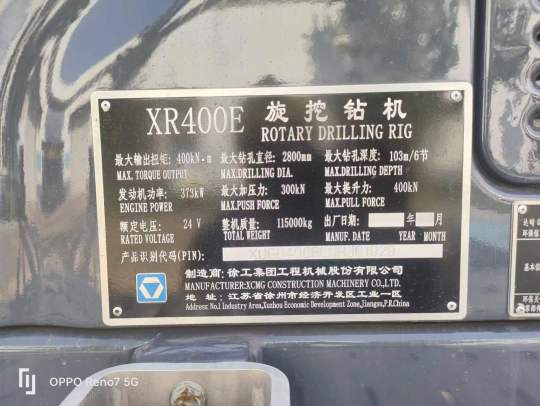 XR400E 旋挖钻机
ROTARY DRILLING RIG
最大输出扭矩: 400kN·m 最大钻孔直径: 2800mm 最大钻孔深度: 103m/6节
MAX. TORQUE OUTPUT MAX.DRILLING DIA. MAX.DRILLING DEPTH
发动机功率: 373kW 最大加压力: 300kN 最大提升力: 400kN
ENGINE POWER MAX.PUSH FORCE MAX.PULL FORCE
额定电压: 24 V 整机质量: 115000kg 出厂日期: 年 月
RATED VOLTAGE TOTAL WEIGHT MANUF. DATE YEAR MONTH
产品识别代码(PIN):
制造商:徐工集团工程机械股份有限公司
MANUFACTURER:XCMG CONSTRUCTION MACHINERY CO.,LTD.
地 址:江苏省徐州市经济开发区工业一区
Address:No.1 Industry Area,Xuzhou Economic Development Zone,Jiangsu,P.R.China
OPPO Reno7 5G